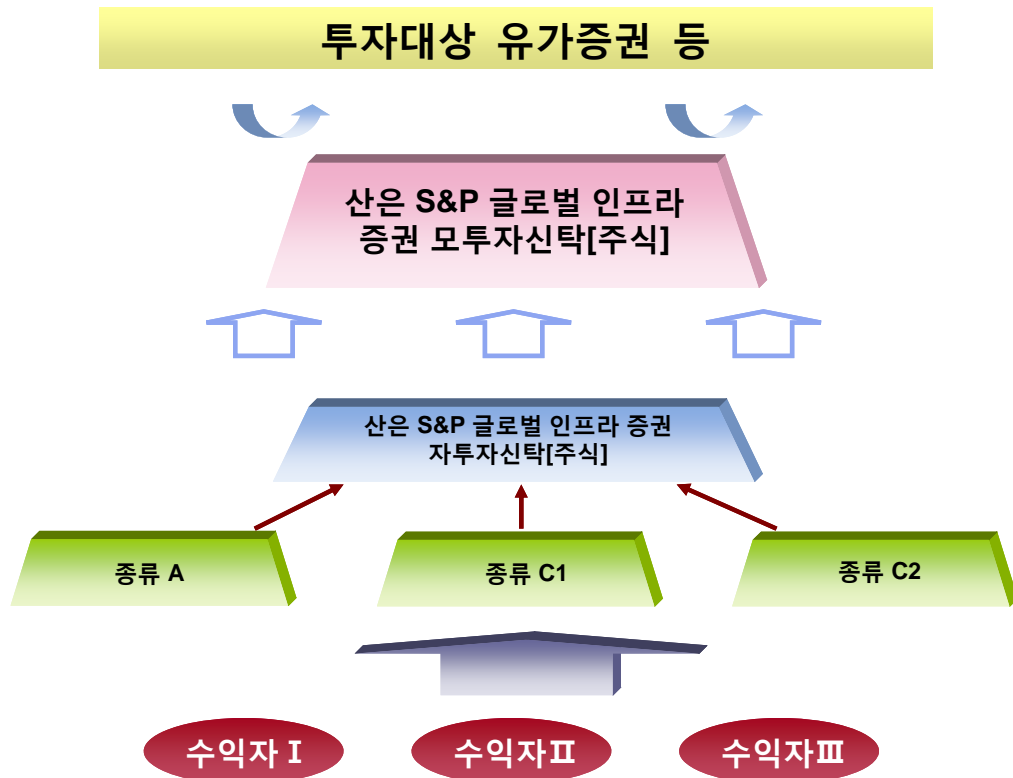 투자대상 유가증권 등
산은 S&P 글로벌 인프라
증권 모투자신탁[주식]
산은 S&P 글로벌 인프라 증권
자투자신탁[주식]
종류 A
종류 C1
종류 C2
수익자Ⅰ
수익자Ⅱ
수익자Ⅲ